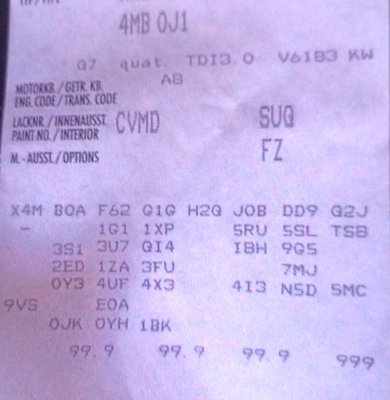 4MB 0J1
Q7 quat. TDI3.0 V6183 KW
A8
MOTORKB./GETR. KB.
ENG. CODE/TRANS. CODE
CVMD SUQ
LACKNR./INNENAUSST.
PAINT NO./INTERIOR
FZ
M.-AUSST./OPTIONS
X4M B0A F62 G1G H2Q J0B DD9 Q2J
- 1G1 1XP 5RU 5SL TSB
3S1 3U7 QI4 I8H 9G5
2ED 1ZA 3FU 7MJ
0Y3 4UF 4X3 4I3 N5D 5MC
9VS E0A
0JK 0YH 1BK
99.9 99.9 99.9 999